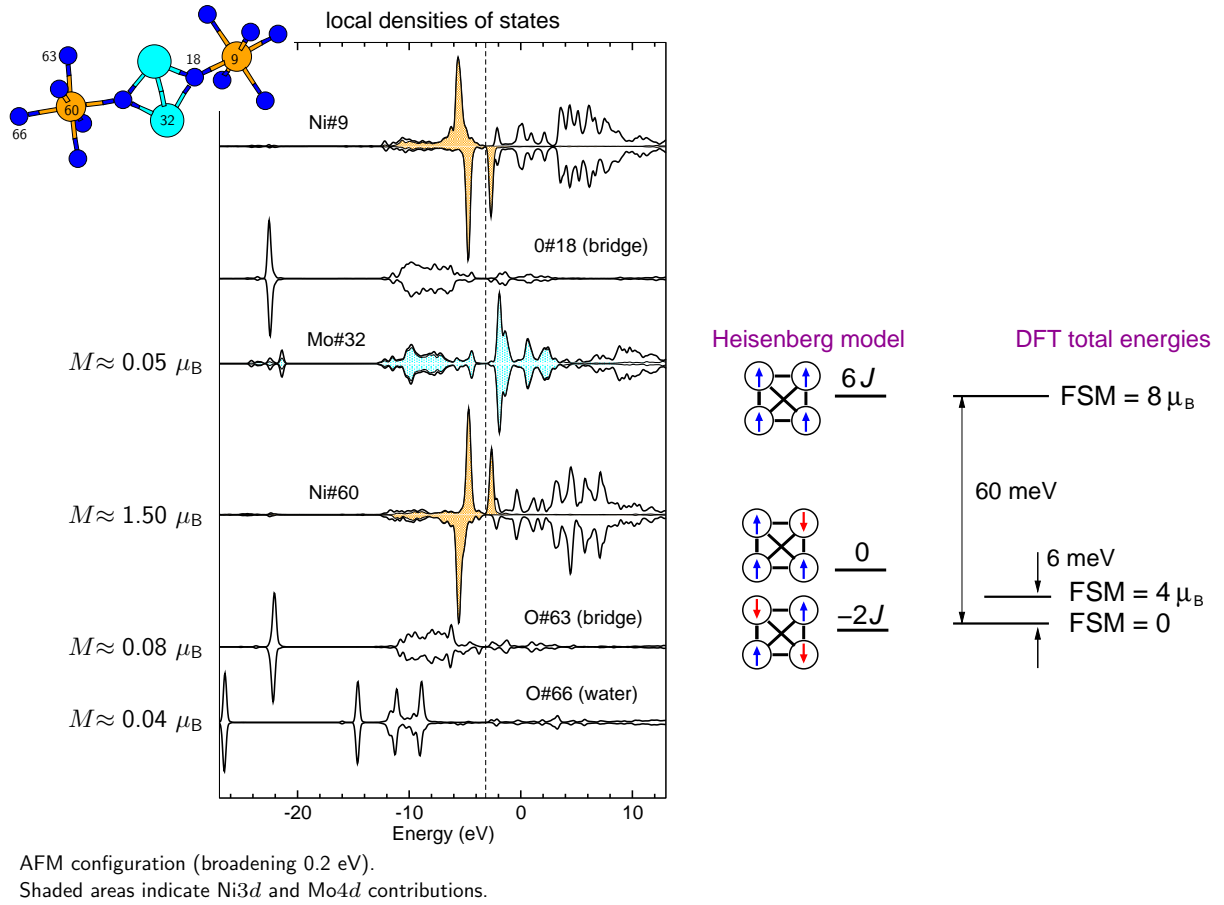 local densities of states
63
18
9
60
32
66
Ni#9
0#18 (bridge)
Mo#32
M≈ 0.05 μB
Ni#60
M≈ 1.50 μB
O#63 (bridge)
M≈ 0.08 μB
O#66 (water)
M≈ 0.04 μB
-20 -10 0 10
Energy (eV)
AFM configuration (broadening 0.2 eV).
Shaded areas indicate Ni3d and Mo4d contributions.
Heisenberg model
6J
0
−2J
DFT total energies
FSM = 8 μB
60 meV
6 meV
FSM = 4 μB
FSM = 0